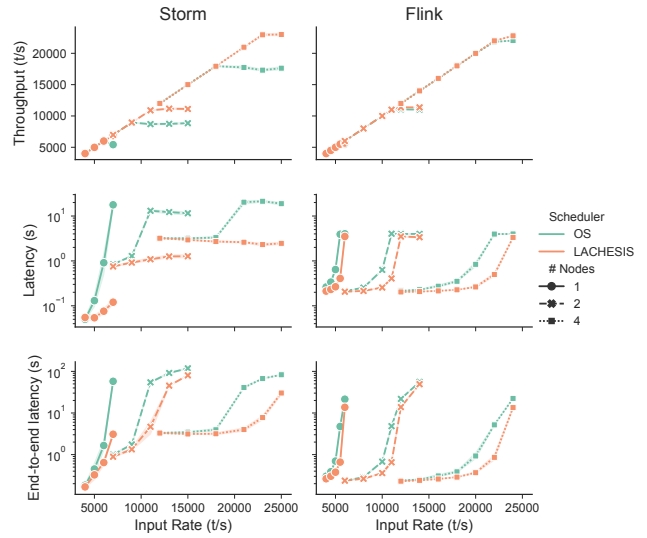 Storm
Flink
Throughput (t/s)
20000
15000
10000
5000
Latency (s)
10¹
10⁰
10⁻¹
Scheduler
OS
LACHESIS
# Nodes
1
2
4
End-to-end latency (s)
10²
10¹
10⁰
5000 10000 15000 20000 25000
5000 10000 15000 20000 25000
Input Rate (t/s)
Input Rate (t/s)